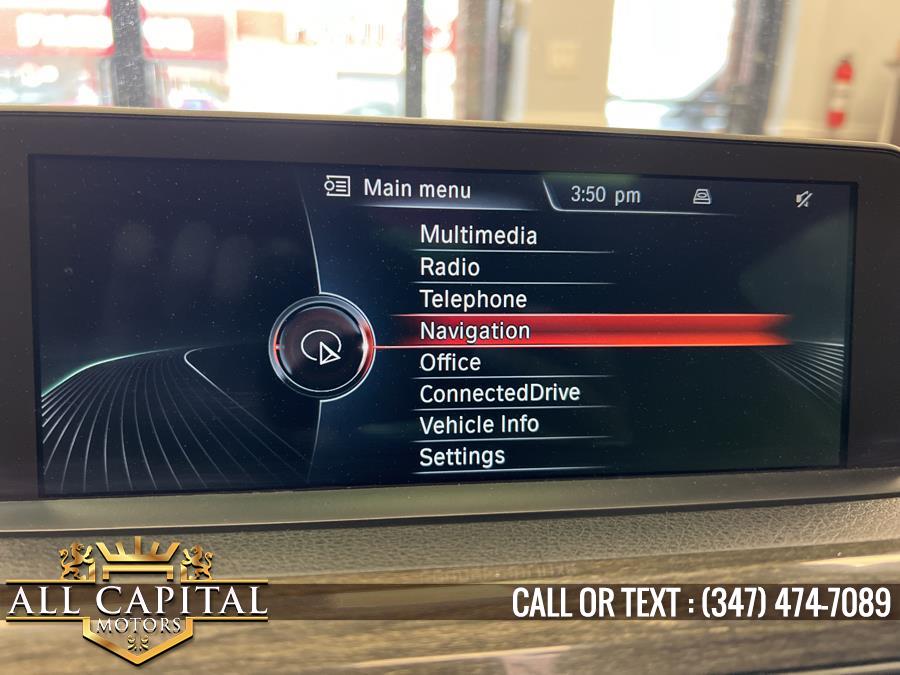 Main menu
3:50 pm
Multimedia
Radio
Telephone
Navigation
Office
ConnectedDrive
Vehicle Info
Settings
ALL CAPITAL
MOTORS
CALL OR TEXT : (347) 474-7089